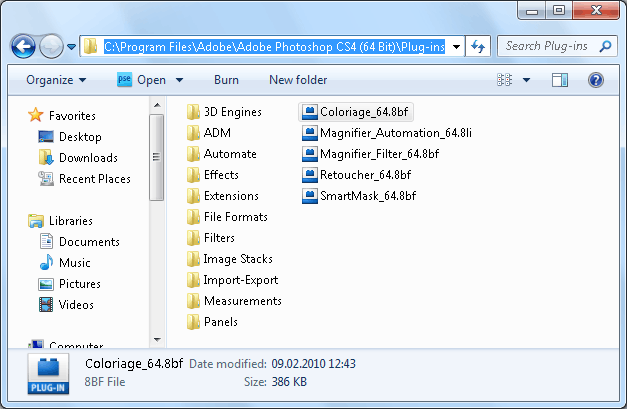 C:\Program Files\Adobe\Adobe Photoshop CS4 (64 Bit)\Plug-ins
Search Plug-ins
Organize Open Burn New folder
Favorites
Desktop
Downloads
Recent Places
Libraries
Documents
Music
Pictures
Videos
Computer
3D Engines
ADM
Automate
Effects
Extensions
File Formats
Filters
Image Stacks
Import-Export
Measurements
Panels
Coloriage_64.8bf
Magnifier_Automation_64.8li
Magnifier_Filter_64.8bf
Retoucher_64.8bf
SmartMask_64.8bf
PLUG-IN
Coloriage_64.8bf Date modified: 09.02.2010 12:43
8BF File Size: 386 KB